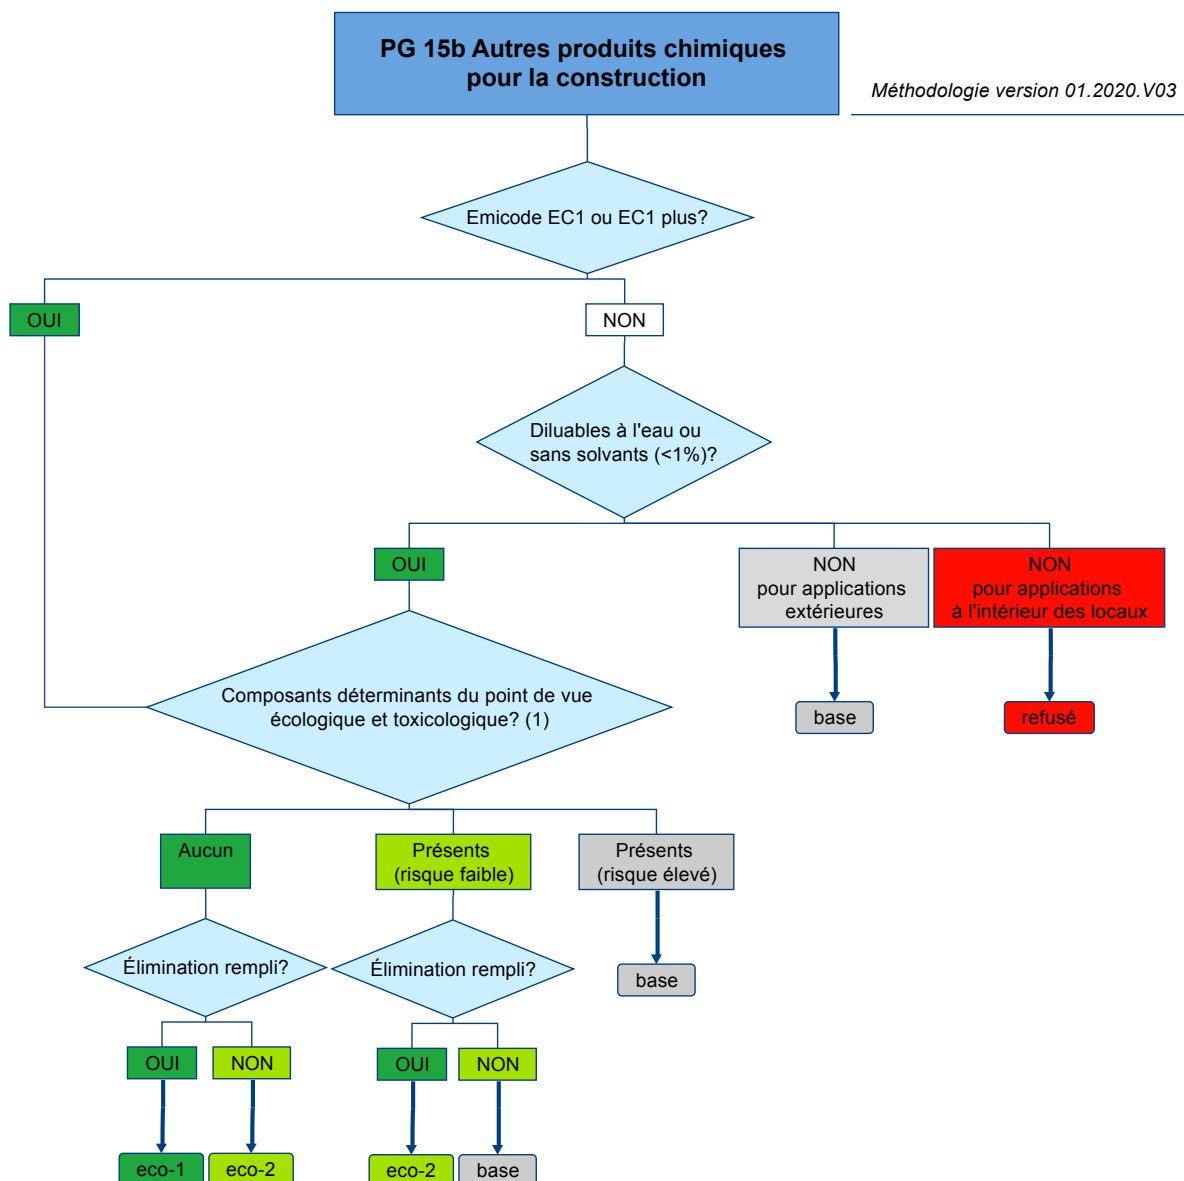 PG 15b Autres produits chimiques
pour la construction
Méthodologie version 01.2020.V03
Emicode EC1 ou EC1 plus?
OUI
NON
Diluables à l'eau ou
sans solvants (<1%)?
OUI
NON
pour applications
extérieures
NON
pour applications
à l'intérieur des locaux
Composants déterminants du point de vue
écologique et toxicologique? (1)
base
refusé
Aucun
Présents
(risque faible)
Présents
(risque élevé)
Élimination rempli?
Élimination rempli?
base
OUI
NON
OUI
NON
eco-1
eco-2
eco-2
base